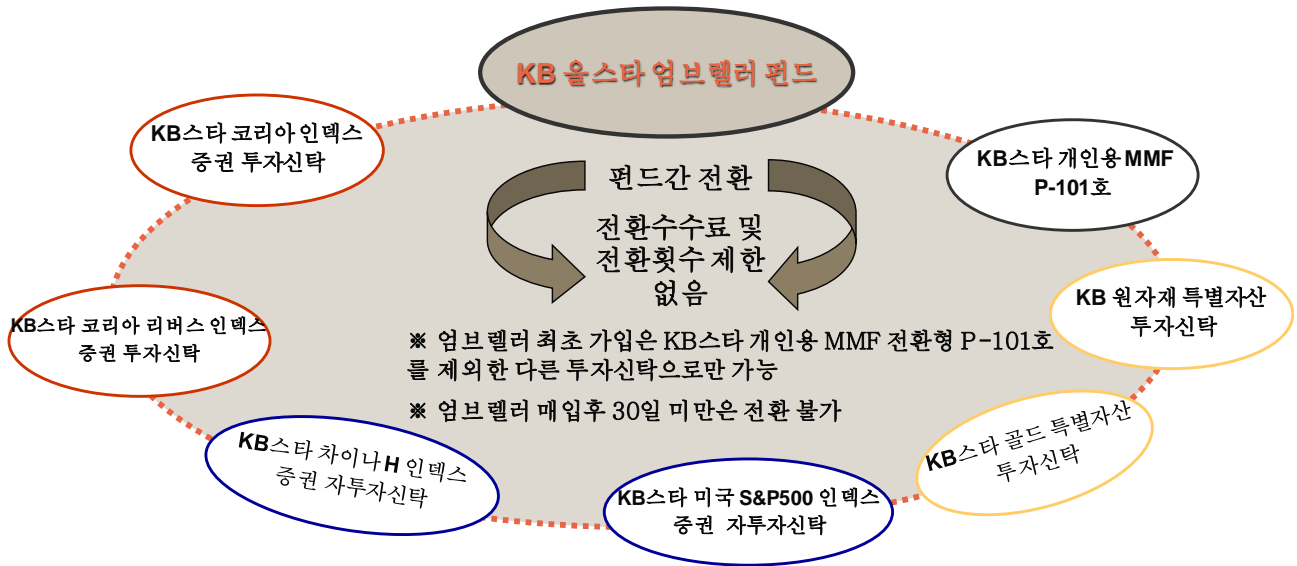 KB 올스타 엄브렐러 펀드
KB스타 코리아 인덱스
증권 투자신탁
KB스타 개인용 MMF
P-101호
펀드간 전환
전환수수료 및
전환횟수 제한
없음
KB스타 코리아 리버스 인덱스
증권 투자신탁
KB 원자재 특별자산
투자신탁
※ 엄브렐러 최초 가입은 KB스타 개인용 MMF 전환형 P-101호
를 제외한 다른 투자신탁으로만 가능
※ 엄브렐러 매입후 30일 미만은 전환 불가
KB스타 차이나 H 인덱스
증권 자투자신탁
KB스타 미국 S&P500 인덱스
증권 자투자신탁
KB스타 골드 특별자산
투자신탁